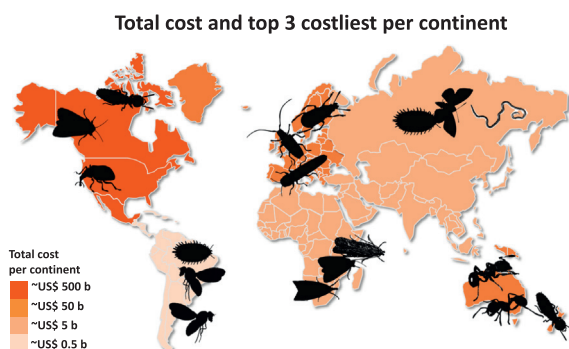 Total cost and top 3 costliest per continent
Total cost
per continent
~US$ 500 b
~US$ 50 b
~US$ 5 b
~US$ 0.5 b